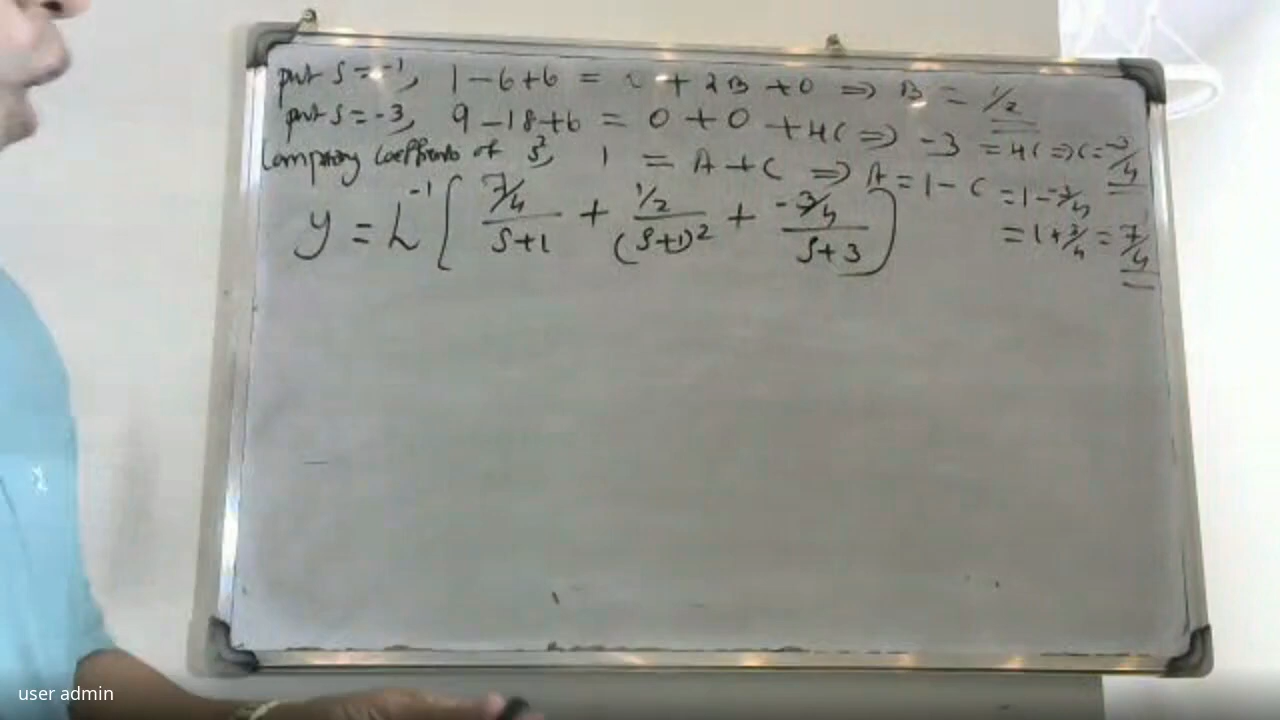 put s = -1, 1 - 6 + 6 = 0 + 2B + 0 ⇒ B = 1/2
put s = -3, 9 - 18 + 6 = 0 + 0 + 4C ⇒ -3 = 4C ⇒ C = -3/4
Comparing coefficients of s², 1 = A + C ⇒ A = 1 - C = 1 - -3/4
= 1 + 3/4 = 7/4
y = L⁻¹[ (7/4)/(s+1) + (1/2)/(s+1)² + (-3/4)/(s+3) ]
user admin